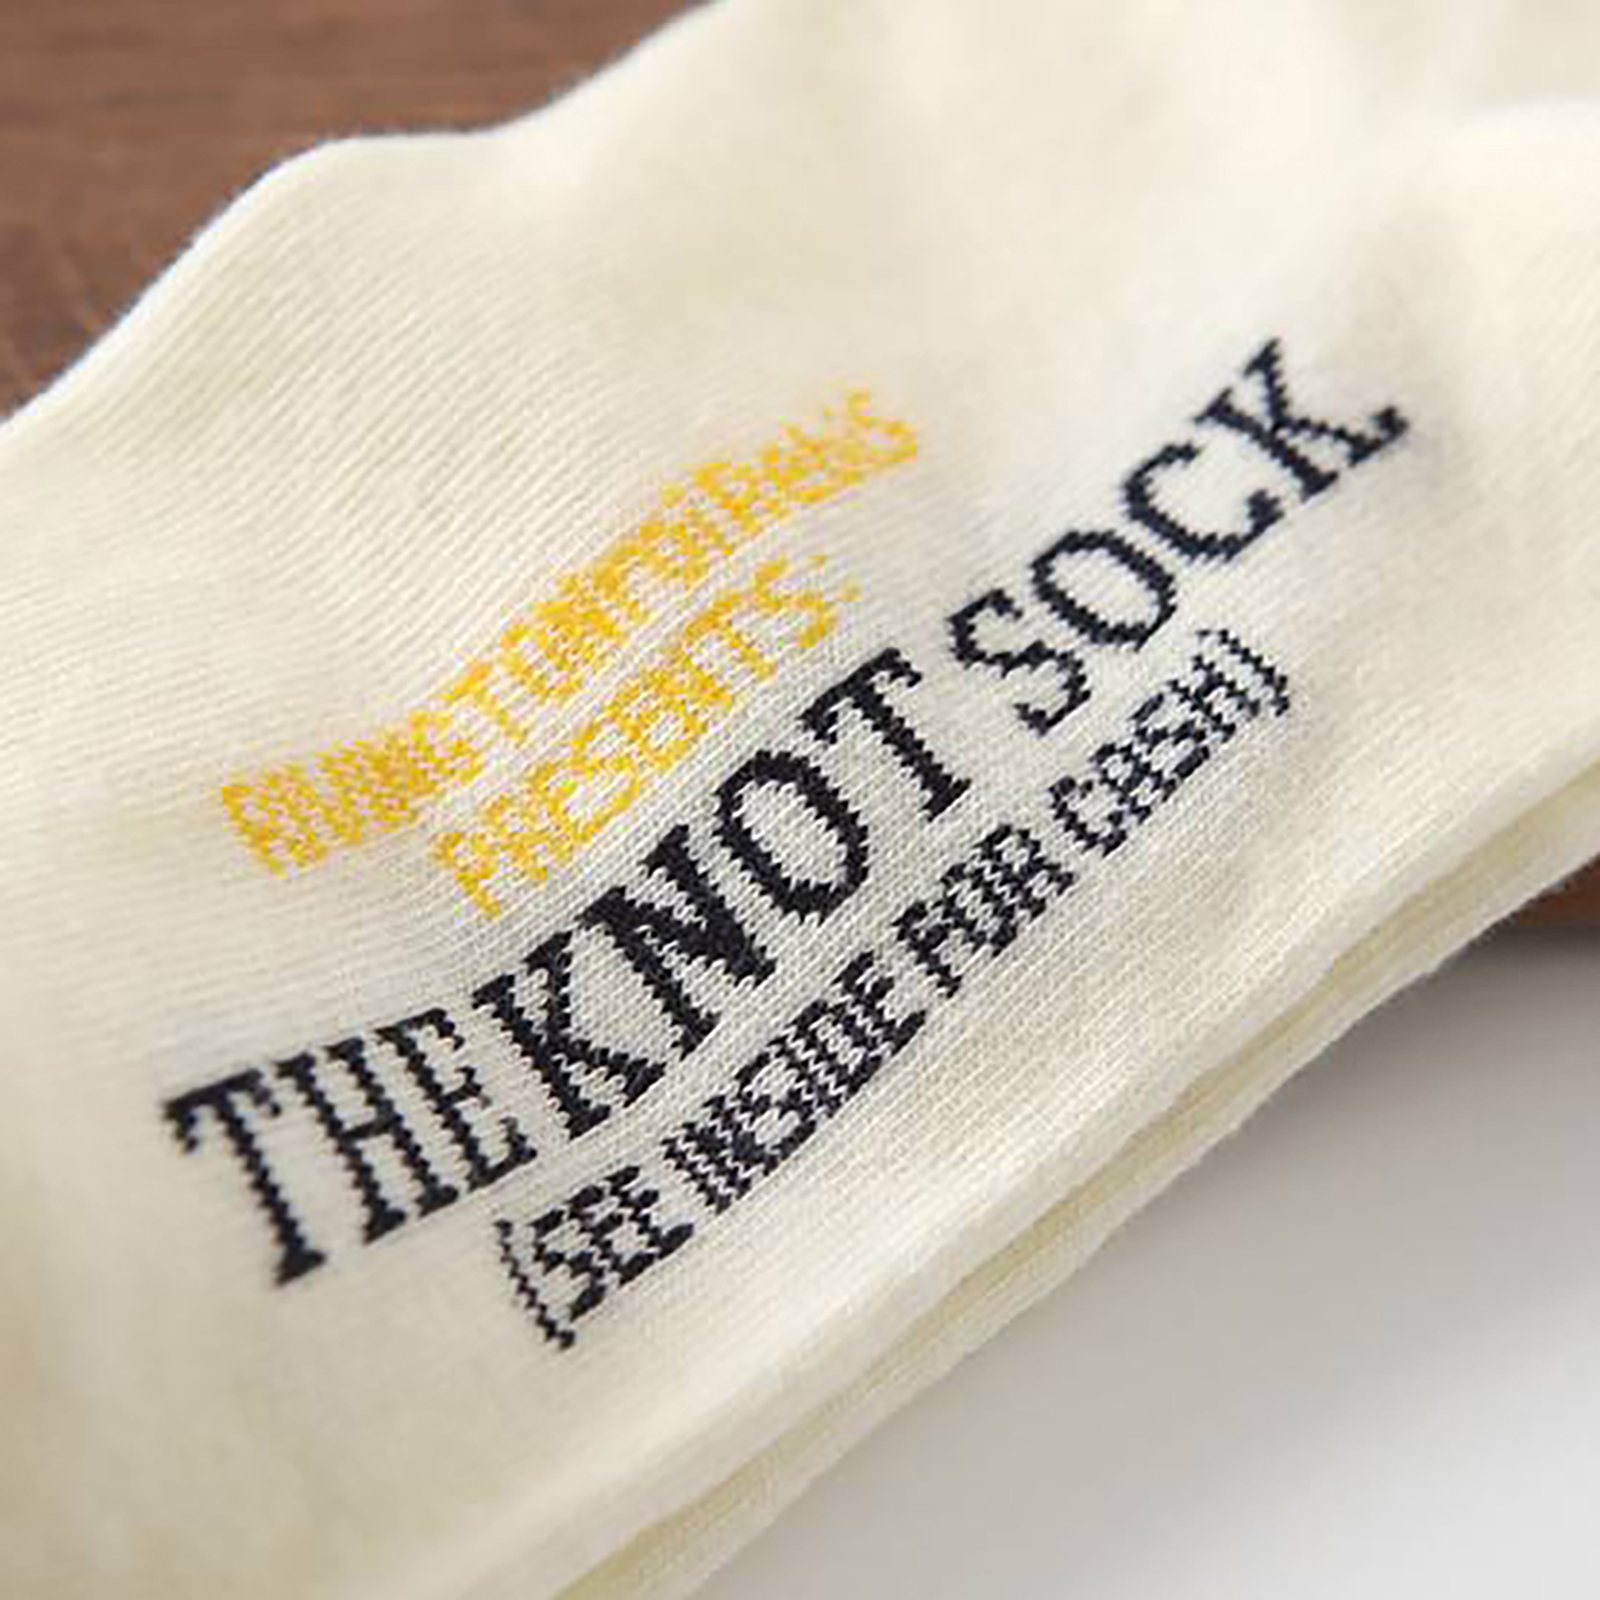 PRESENTS:
THE KNOT SOCK
(SEE INSIDE FOR CASH!)